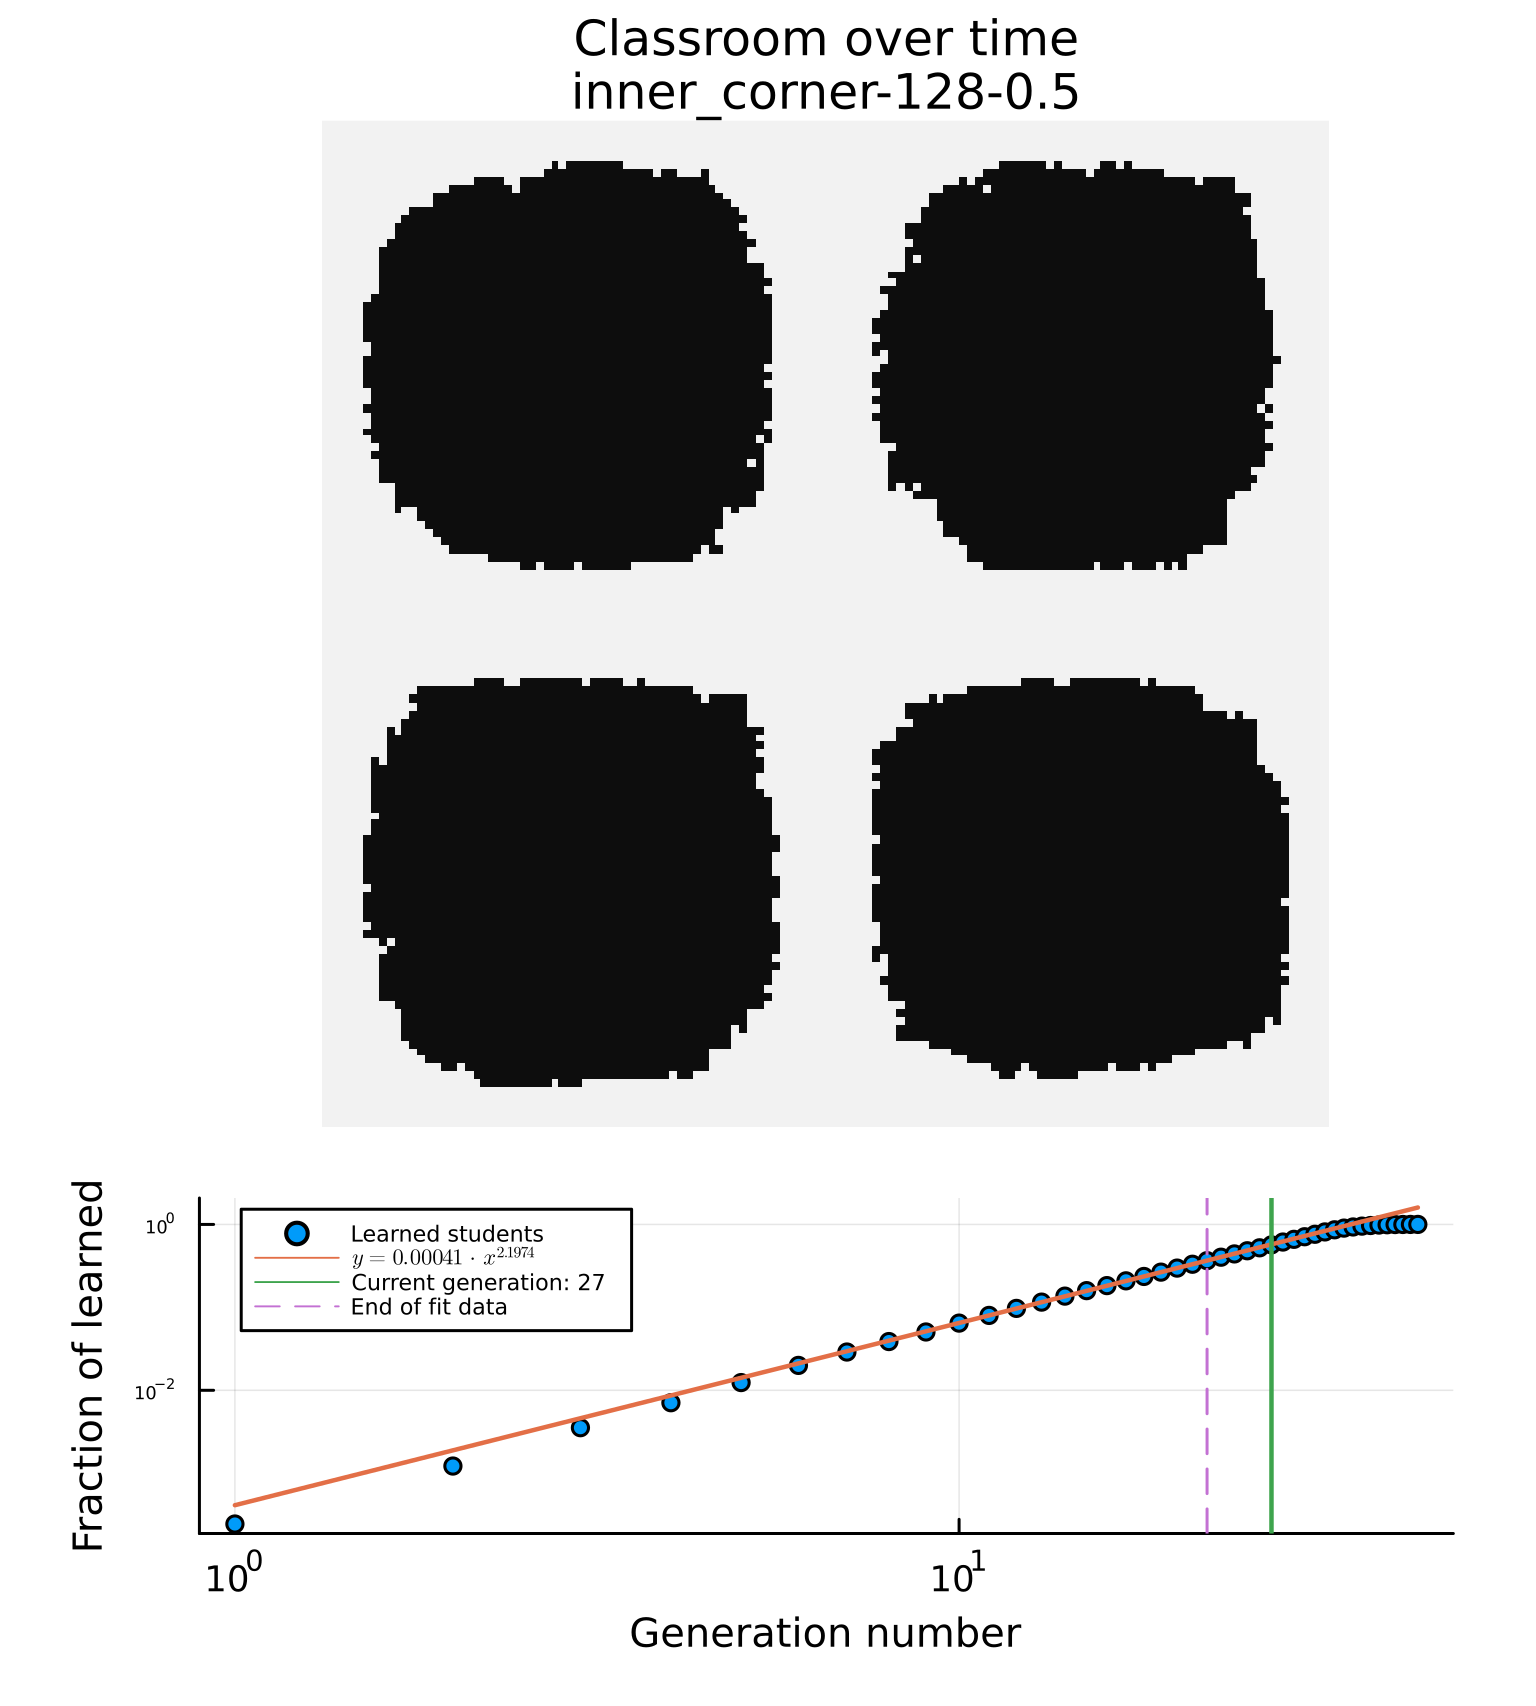 Classroom over time
inner_corner-128-0.5
Fraction of learned
10^0
10^-2
Learned students
y = 0.00041 · x^2.1974
Current generation: 27
End of fit data
10^0
10^1
Generation number